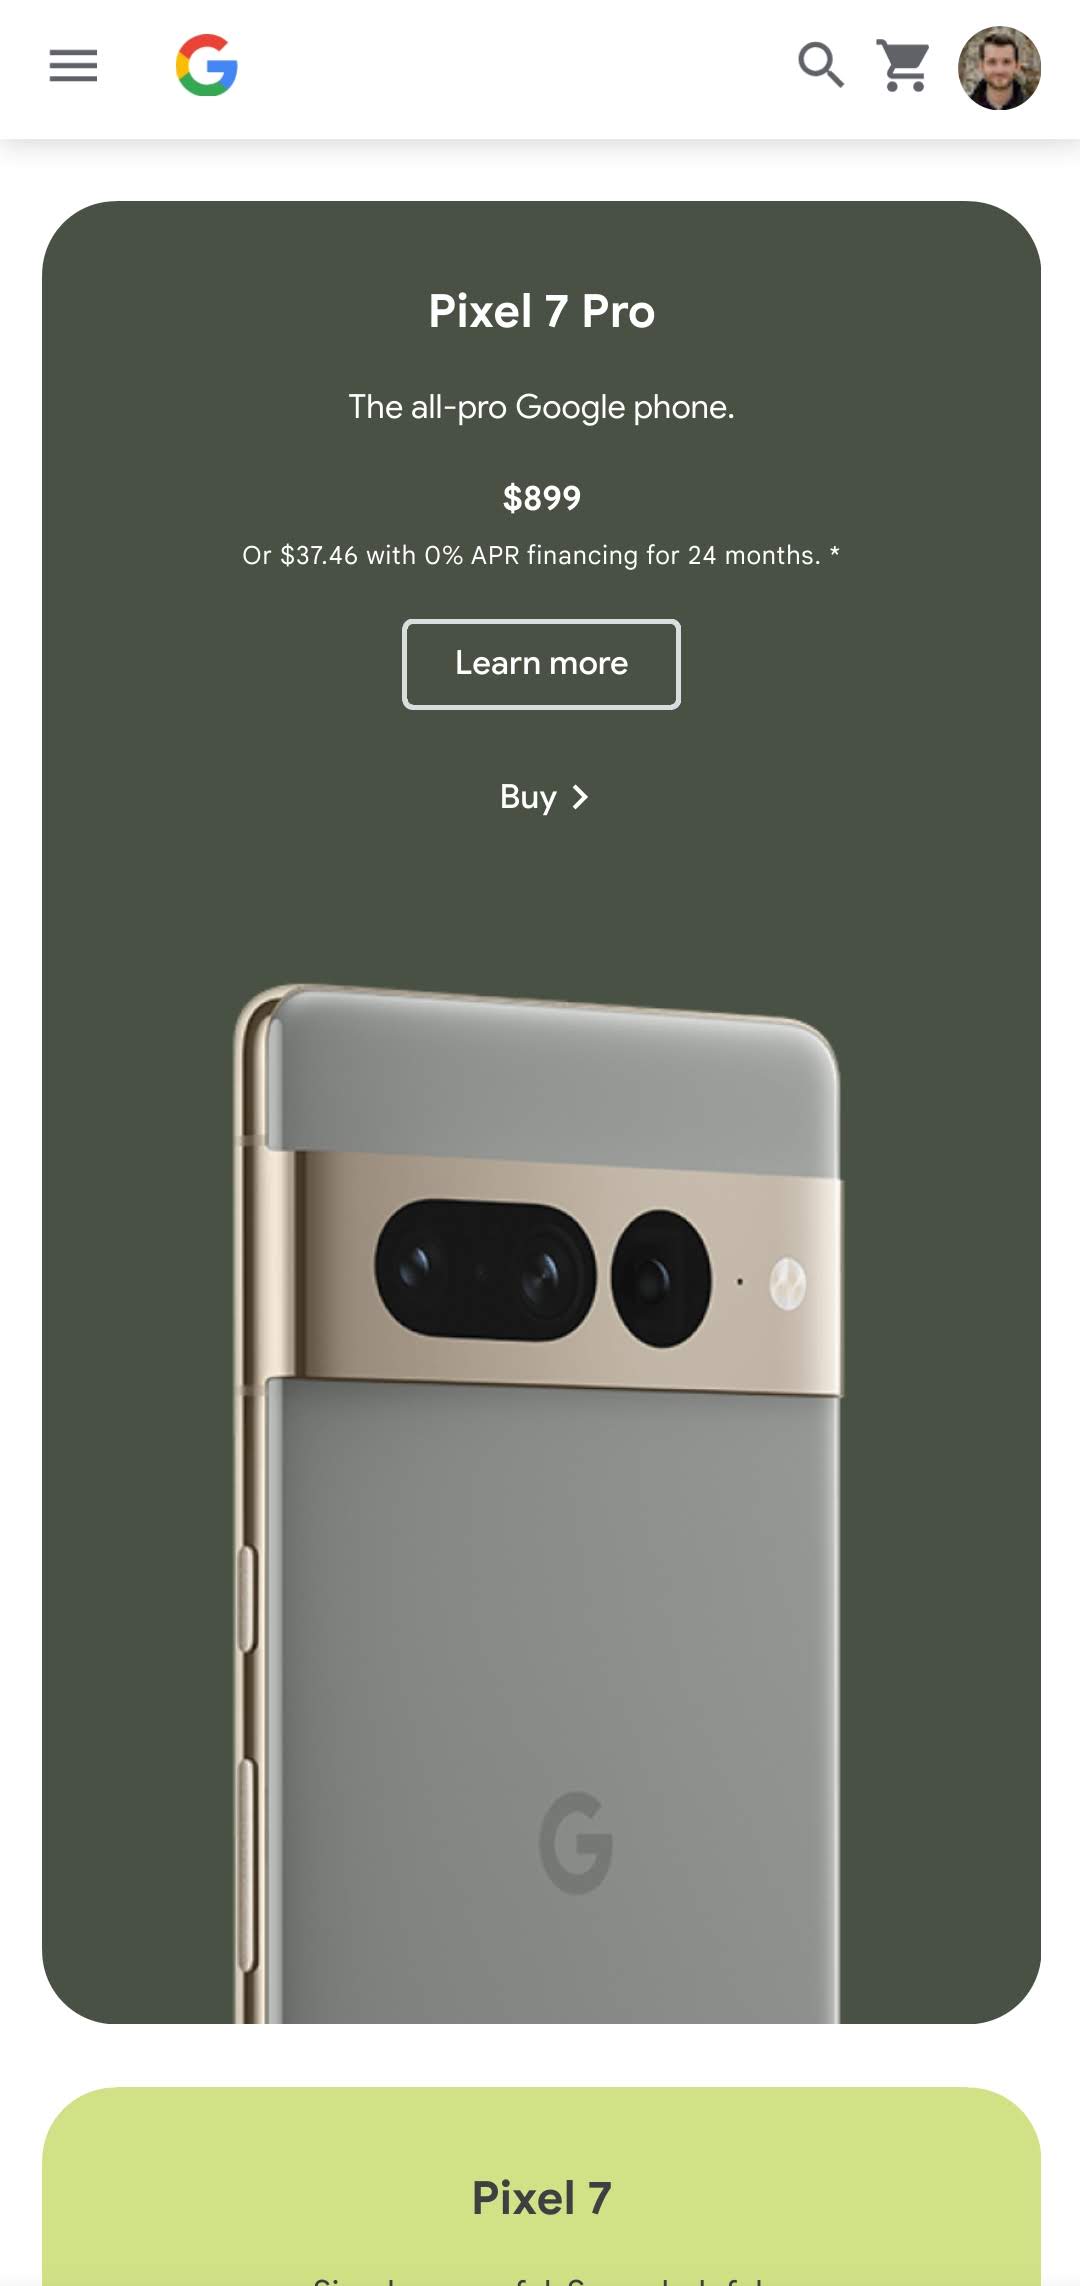 Pixel 7 Pro
The all-pro Google phone.
$899
Or $37.46 with 0% APR financing for 24 months. *
Learn more
Buy
G
Pixel 7